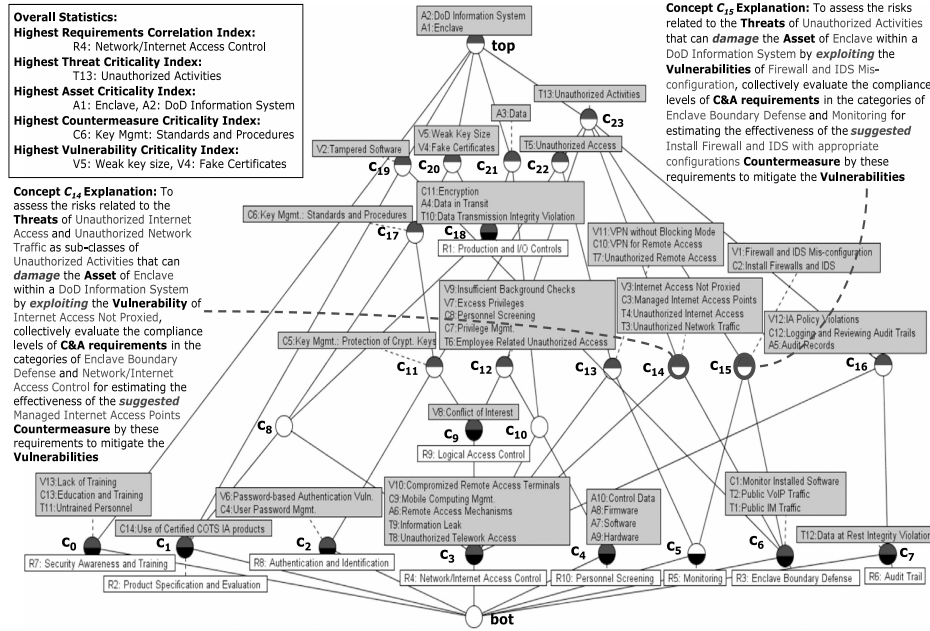 Overall Statistics:
Highest Requirements Correlation Index:
R4: Network/Internet Access Control
Highest Threat Criticality Index:
T13: Unauthorized Activities
Highest Asset Criticality Index:
A1: Enclave, A2: DoD Information System
Highest Countermeasure Criticality Index:
C6: Key Mgmt: Standards and Procedures
Highest Vulnerability Criticality Index:
V5: Weak key size, V4: Fake Certificates
Concept C14 Explanation: To
assess the risks related to the
Threats of Unauthorized Internet
Access and Unauthorized Network
Traffic as sub-classes of
Unauthorized Activities that can
damage the Asset of Enclave
within a DoD Information System
by exploiting the Vulnerability of
Internet Access Not Proxied,
collectively evaluate the compliance
levels of C&A requirements in the
categories of Enclave Boundary
Defense and Network/Internet
Access Control for estimating the
effectiveness of the suggested
Managed Internet Access Points
Countermeasure by these
requirements to mitigate the
Vulnerabilities
Concept C15 Explanation: To assess the risks
related to the Threats of Unauthorized Activities
that can damage the Asset of Enclave within a
DoD Information System by exploiting the
Vulnerabilities of Firewall and IDS Mis-
configuration, collectively evaluate the compliance
levels of C&A requirements in the categories of
Enclave Boundary Defense and Monitoring for
estimating the effectiveness of the suggested
Install Firewall and IDS with appropriate
configurations Countermeasure by these
requirements to mitigate the Vulnerabilities
A2:DoD Information System
A1:Enclave
top
T13:Unauthorized Activities
C23
A3:Data
V5:Weak Key Size
V4:Fake Certificates
T5:Unauthorized Access
V2:Tampered Software
C19
C20
C21
C22
C11:Encryption
A4:Data in Transit
T10:Data Transmission Integrity Violation
C6:Key Mgmt.: Standards and Procedures
C17
C18
R1: Production and I/O Controls
V11:VPN without Blocking Mode
C10:VPN for Remote Access
T7:Unauthorized Remote Access
V1:Firewall and IDS Mis-configuration
C2:Install Firewalls and IDS
V9:Insufficient Background Checks
V7:Excess Privileges
C8:Personnel Screening
C7:Privilege Mgmt.
T6:Employee Related Unauthorized Access
V3:Internet Access Not Proxied
C3:Managed Internet Access Points
T4:Unauthorized Internet Access
T3:Unauthorized Network Traffic
V12:IA Policy Violations
C12:Logging and Reviewing Audit Trails
A5:Audit Records
C5:Key Mgmt.: Protection of Crypt. Keys
C11
C12
C13
C14
C15
C16
V8:Conflict of Interest
C8
C9
C10
R9: Logical Access Control
V13:Lack of Training
C13:Education and Training
T11:Untrained Personnel
V6:Password-based Authentication Vuln.
C4:User Password Mgmt.
V10:Compromized Remote Access Terminals
C9:Mobile Computing Mgmt.
A6:Remote Access Mechanisms
T9:Information Leak
T8:Unauthorized Telework Access
A10:Control Data
A8:Firmware
A7:Software
A9:Hardware
C1:Monitor Installed Software
T2:Public VoIP Traffic
T1:Public IM Traffic
C14:Use of Certified COTS IA products
T12:Data at Rest Integrity Violation
C0
C1
C2
C3
C4
C5
C6
C7
R7: Security Awareness and Training
R8: Authentication and Identification
R2: Product Specification and Evaluation
R4: Network/Internet Access Control
R10: Personnel Screening
R5: Monitoring
R3: Enclave Boundary Defense
R6: Audit Trail
bot